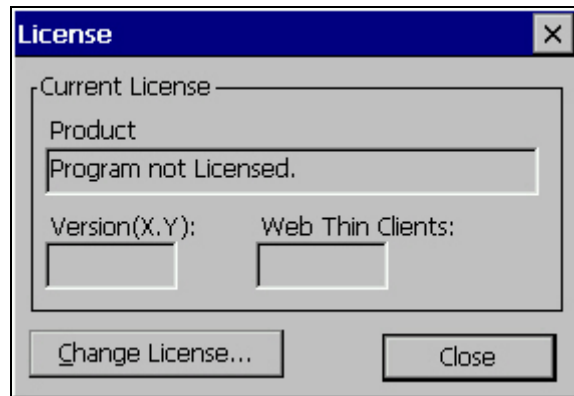 License
Current License
Product
Program not Licensed.
Version(X.Y): Web Thin Clients:
Change License... Close